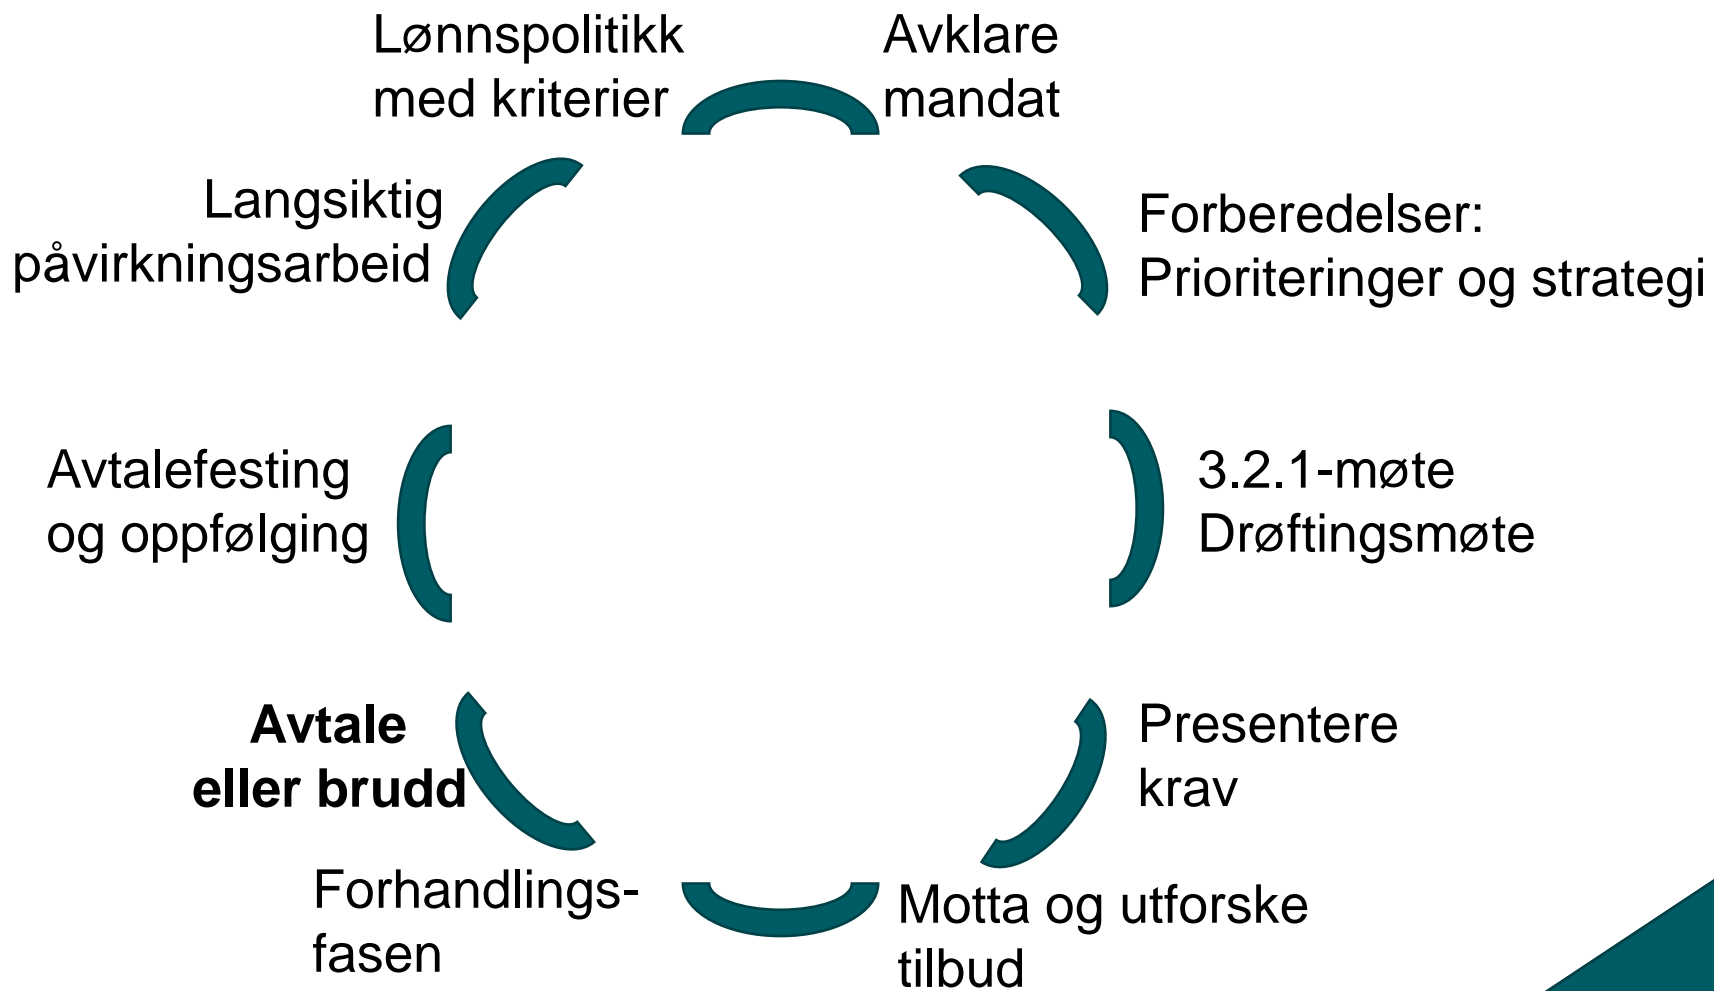 Lønnspolitikk
med kriterier
Avklare
mandat
Forberedelser:
Prioriteringer og strategi
3.2.1-møte
Drøftingsmøte
Presentere
krav
Motta og utforske
tilbud
Forhandlings-
fasen
Avtale
eller brudd
Avtalefesting
og oppfølging
Langsiktig
påvirkningsarbeid